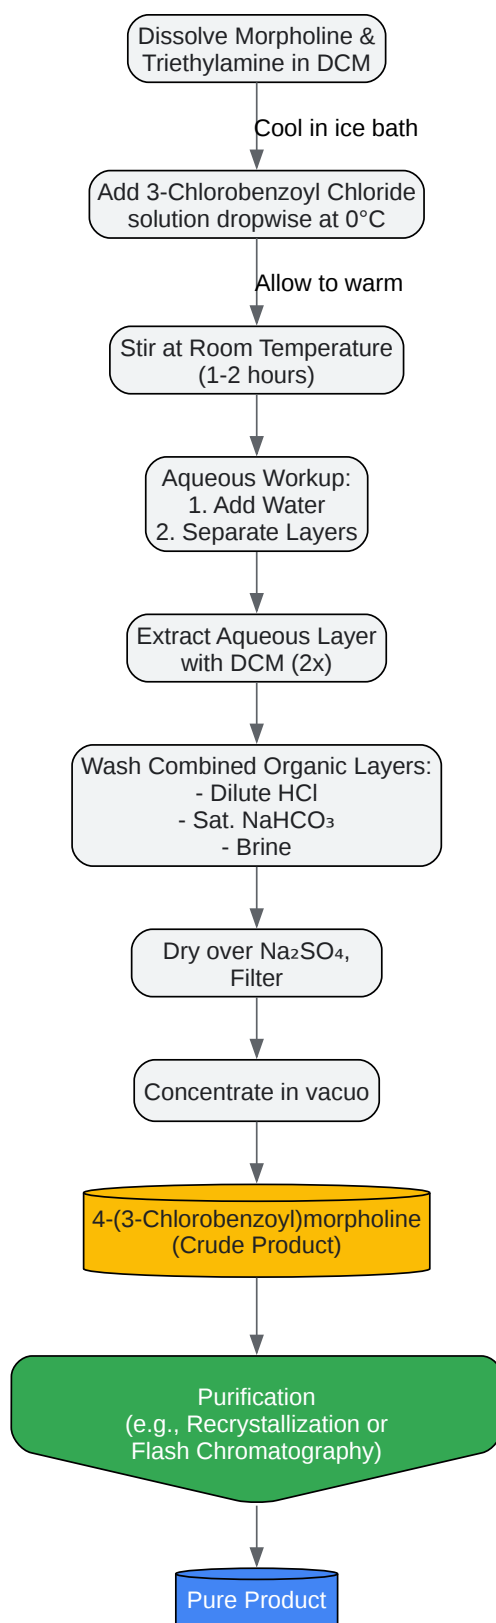 Dissolve Morpholine &
Triethylamine in DCM
Cool in ice bath
Add 3-Chlorobenzoyl Chloride
solution dropwise at 0°C
Allow to warm
Stir at Room Temperature
(1-2 hours)
Aqueous Workup:
1. Add Water
2. Separate Layers
Extract Aqueous Layer
with DCM (2x)
Wash Combined Organic Layers:
- Dilute HCl
- Sat. NaHCO₃
- Brine
Dry over Na₂SO₄,
Filter
Concentrate in vacuo
4-(3-Chlorobenzoyl)morpholine
(Crude Product)
Purification
(e.g., Recrystallization or
Flash Chromatography)
Pure Product